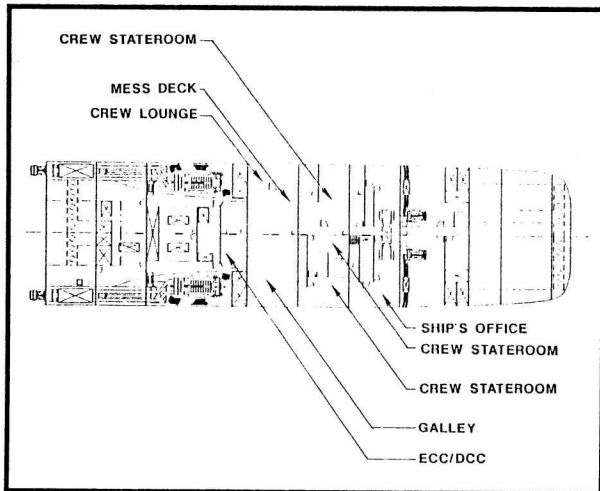 CREW STATEROOM
MESS DECK
CREW LOUNGE
SHIP'S OFFICE
CREW STATEROOM
CREW STATEROOM
GALLEY
ECC/DCC